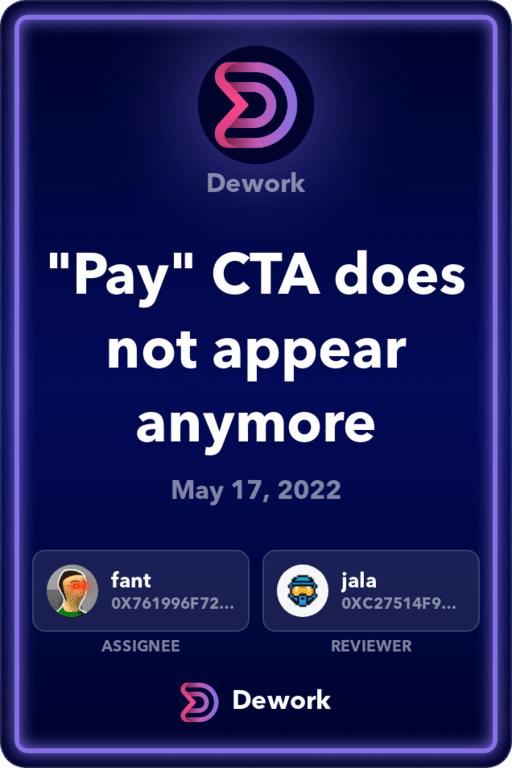 Dework
"Pay" CTA does
not appear
anymore
May 17, 2022
fant
0X761996F72...
jala
0XC27514F9...
ASSIGNEE
REVIEWER
Dework